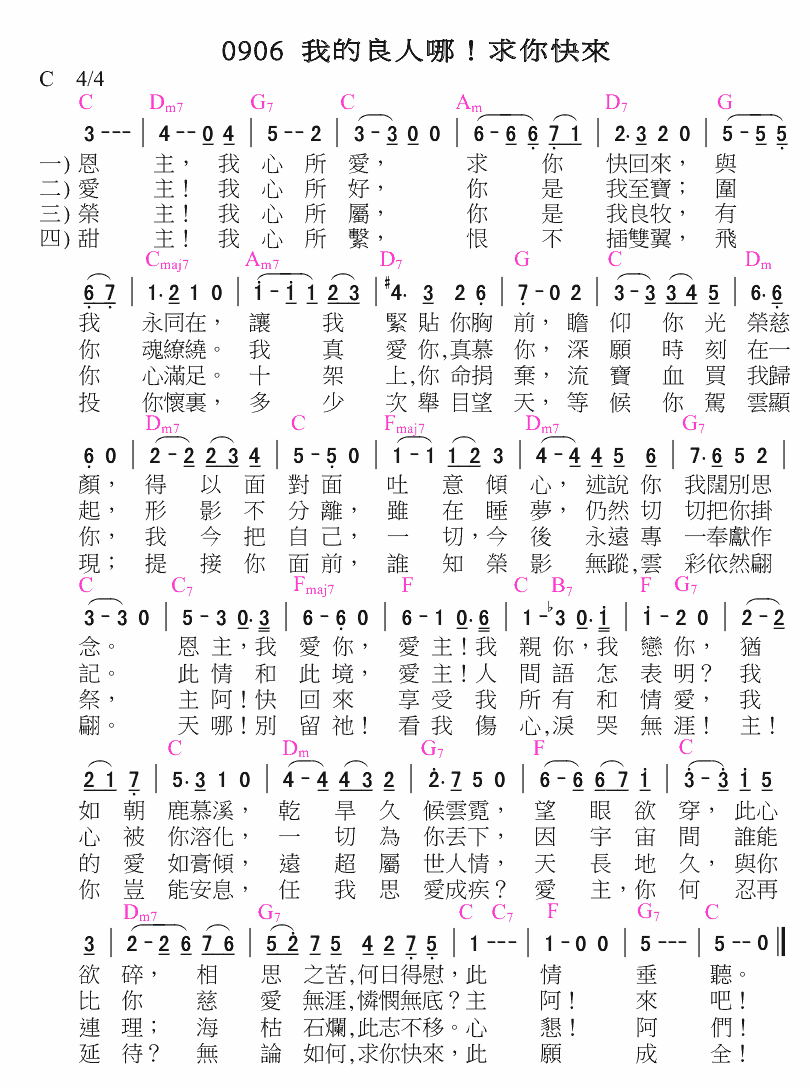 0906 我的良人哪！求你快來
C 4/4
C Dm7 G7 C Am D7 G
3 - - - | 4 - - 0 4 | 5 - - 2 | 3 - 3 0 0 | 6 - 6 6 7 1 | 2. 3 2 0 | 5 - 5 5
一) 恩 主， 我 心 所 愛， 求 你 快回來， 與
二) 愛 主！ 我 心 所 好， 你 是 我至寶； 圍
三) 榮 主！ 我 心 所 屬， 你 是 我良牧， 有
四) 甜 主！ 我 心 所 繫， 恨 不 插雙翼， 飛
Cmaj7 Am7 D7 G C Dm
6 7 | 1. 2 1 0 | 1 - 1 1 2 3 | #4. 3 2 6 | 7 - 0 2 | 3 - 3 3 4 5 | 6. 6
我 永同在， 讓 我 緊 貼 你胸 前， 瞻 仰 你 光 榮慈
你 魂繚繞。 我 真 愛 你,真慕 你， 深 願 時 刻 在一
你 心滿足。 十 架 上,你 命捐 棄， 流 寶 血 買 我歸
投 你懷裏， 多 少 次 舉 目望 天， 等 候 你 駕 雲顯
Dm7 C Fmaj7 Dm7 G7
6 0 | 2 - 2 2 3 4 | 5 - 5 0 | 1 - 1 1 2 3 | 4 - 4 4 5 6 | 7. 6 5 2 |
顏， 得 以 面 對 面 吐 意 傾 心， 述說 你 我闊別思
起， 形 影 不 分 離， 雖 在 睡 夢， 仍然 切 切把你掛
你， 我 今 把 自 己， 一 切,今 後 永遠 專 一奉獻作
現； 提 接 你 面 前， 誰 知 榮 影 無蹤,雲 彩依然翩
C C7 Fmaj7 F C B7 F G7
3 - 3 0 | 5 - 3 0. 3 | 6 - 6 0 | 6 - 1 0. 6 | 1 - b3 0. i | i - 2 0 | 2 - 2
念。 恩 主,我 愛 你， 愛 主！我 親 你,我 戀 你， 猶
記。 此 情 和 此 境， 愛 主！人 間 語 怎 表 明？ 我
祭， 主 阿！快 回 來 享 受 我 所 有 和 情 愛， 我
翩。 天 哪！別 留 祂！ 看 我 傷 心,淚 哭 無 涯！ 主！
C Dm G7 F C
2 1 7 | 5. 3 1 0 | 4 - 4 4 3 2 | 2. 7 5 0 | 6 - 6 6 7 i | 3 - 3 i 5
如 朝 鹿慕溪， 乾 旱 久 候雲霓， 望 眼 欲 穿， 此心
心 被 你溶化， 一 切 為 你丟下， 因 宇 宙 間 誰能
的 愛 如膏傾， 遠 超 屬 世人情， 天 長 地 久， 與你
你 豈 能安息， 任 我 思 愛成疾？ 愛 主，你 何 忍再
Dm7 G7 C C7 F G7 C
3 | 2 - 2 6 7 6 | 5 2 7 5 4 2 7 5 | 1 - - - | 1 - 0 0 | 5 - - - | 5 - - 0 ‖
欲 碎， 相 思 之苦,何日得慰，此 情 垂 聽。
比 你 慈 愛 無涯,憐憫無底？主 阿！ 來 吧！
連 理； 海 枯 石爛,此志不移。心 懇！ 阿 們！
延 待？ 無 論 如何,求你快來，此 願 成 全！